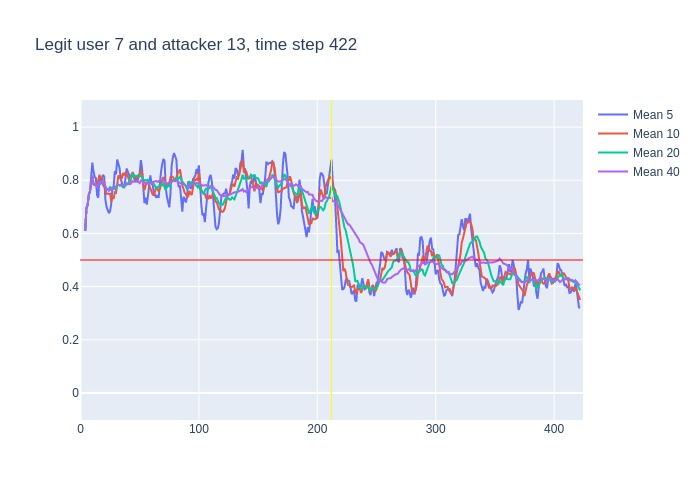 Legit user 7 and attacker 13, time step 422
Mean 5
Mean 10
Mean 20
Mean 40
1
0.8
0.6
0.4
0.2
0
0 100 200 300 400